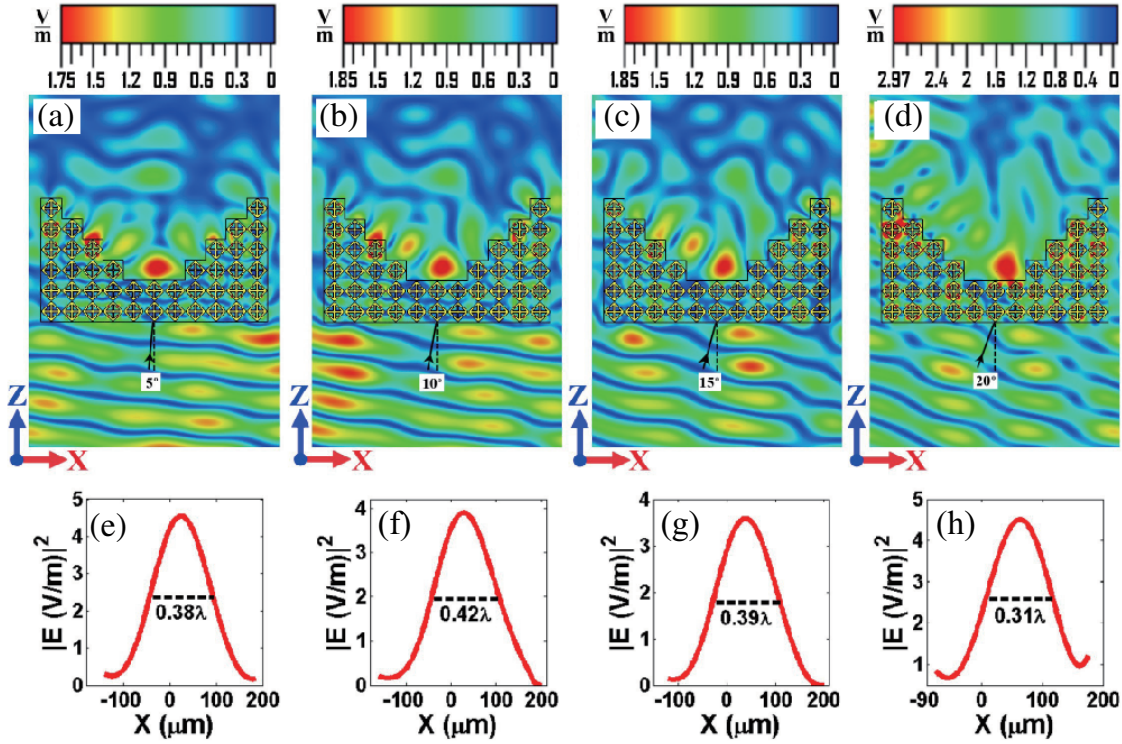 V/m 1.75 1.5 1.2 0.9 0.6 0.3 0
V/m 1.85 1.5 1.2 0.9 0.6 0.3 0
V/m 1.85 1.5 1.2 0.9 0.6 0.3 0
V/m 2.97 2.4 2 1.6 1.2 0.8 0.4 0
(a)
(b)
(c)
(d)
5°
10°
15°
20°
Z X
Z X
Z X
Z X
(e)
|E (V/m)|²
5
4
3
2
1
0
0.38λ
-100 0 100 200
X (μm)
(f)
|E (V/m)|²
4
3
2
1
0
0.42λ
-100 0 100 200
X (μm)
(g)
|E (V/m)|²
4
3
2
1
0
0.39λ
-100 0 100 200
X (μm)
(h)
|E (V/m)|²
5
4
3
2
1
0.31λ
-90 0 100 200
X (μm)